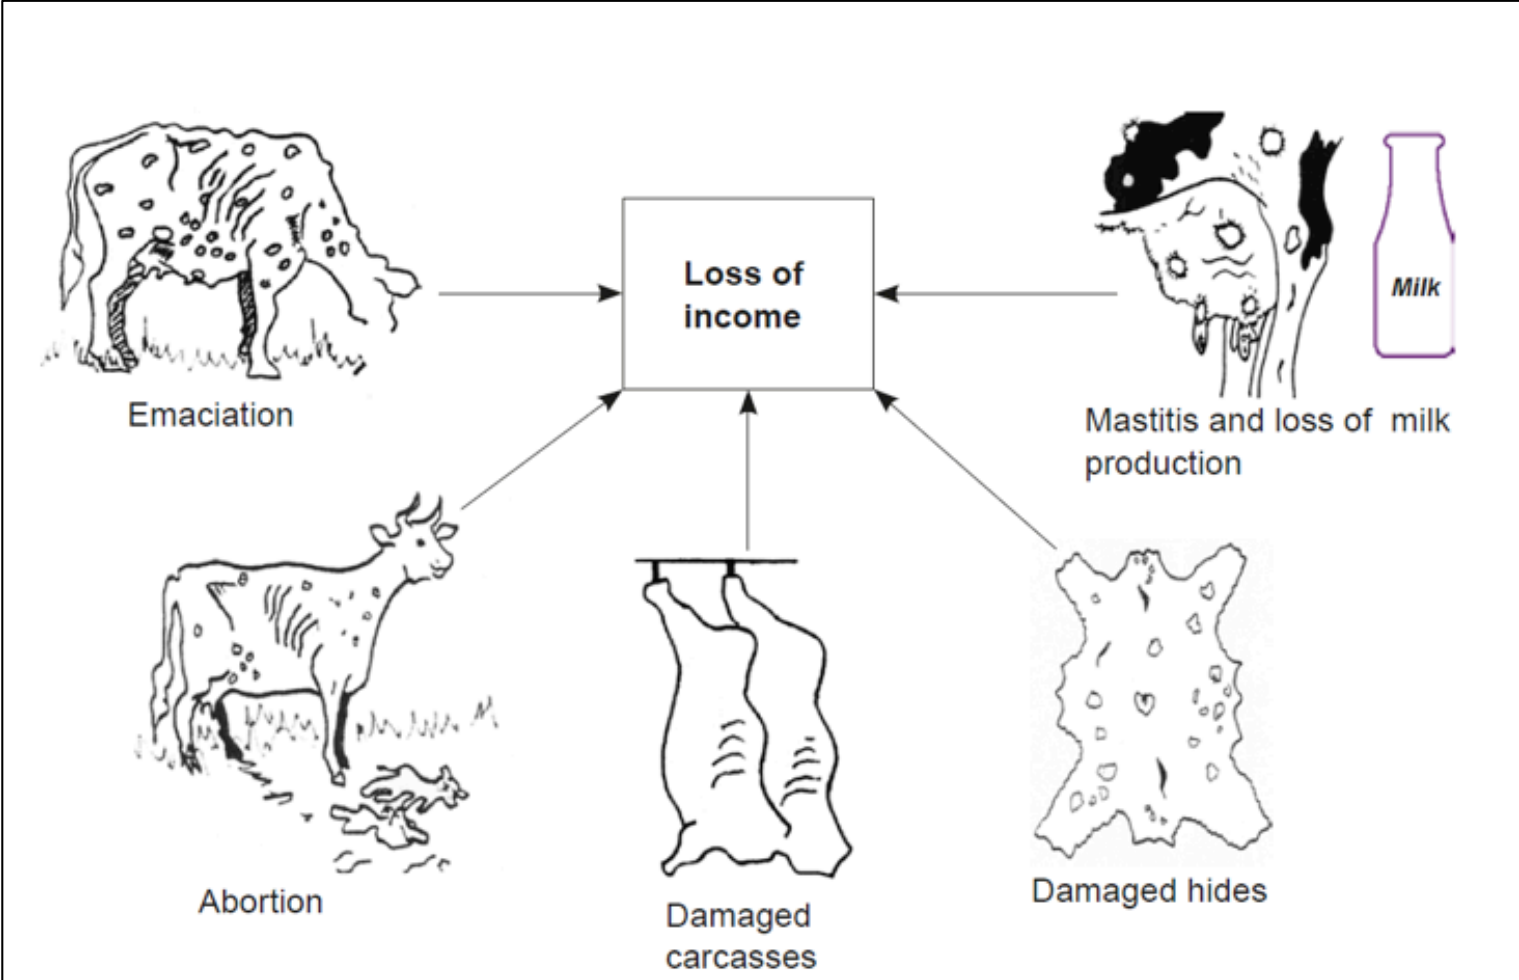 Loss of
income
Milk
Emaciation
Mastitis and loss of milk
production
Abortion
Damaged
carcasses
Damaged hides